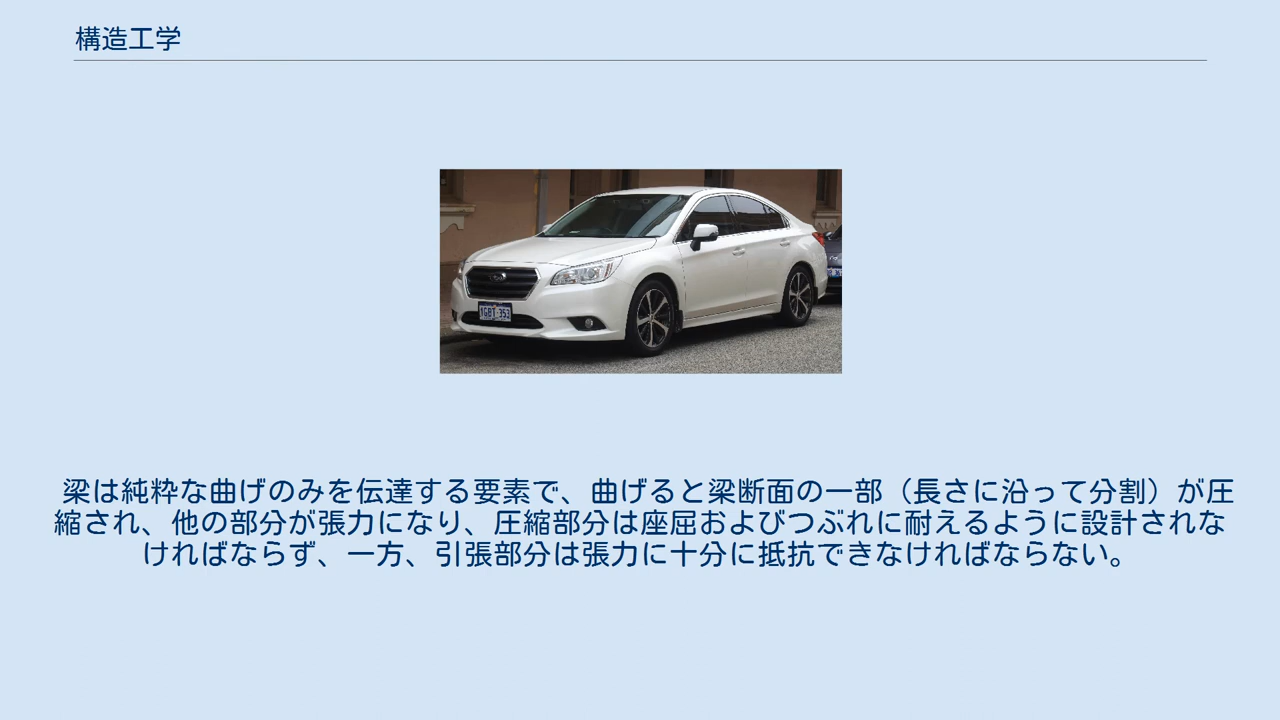 構造工学
梁は純粋な曲げのみを伝達する要素で、曲げると梁断面の一部（長さに沿って分割）が圧
縮され、他の部分が張力になり、圧縮部分は座屈およびつぶれに耐えるように設計されな
ければならず、一方、引張部分は張力に十分に抵抗できなければならない。